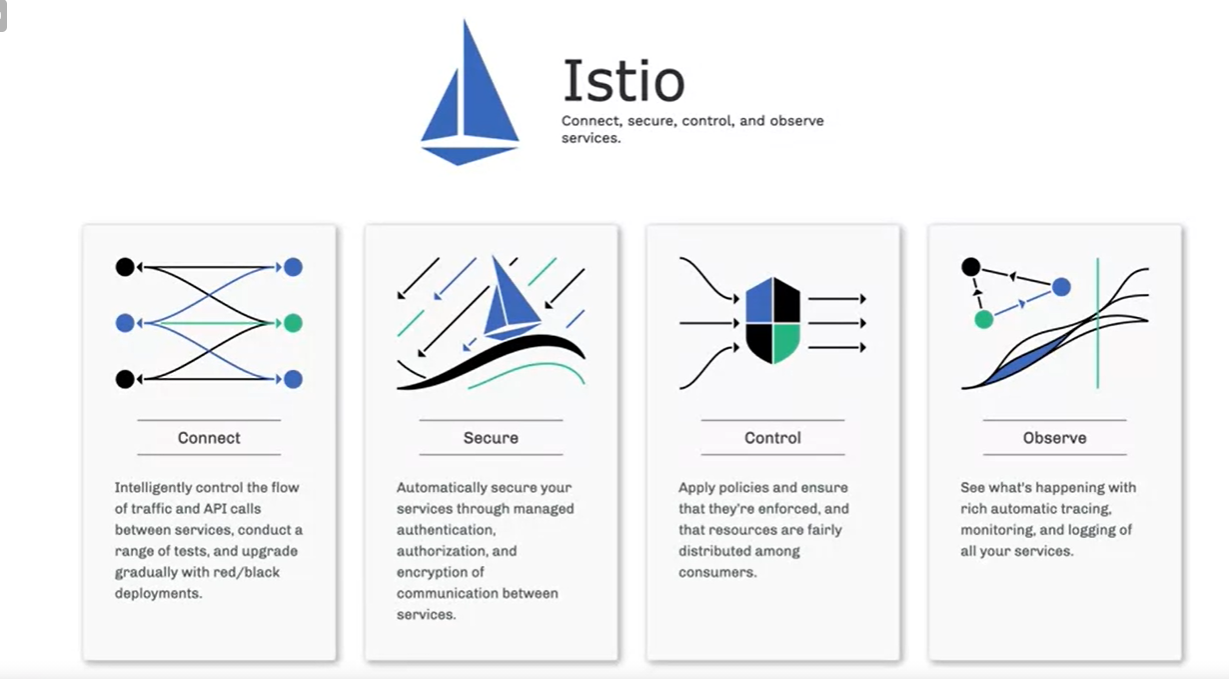 Istio
Connect, secure, control, and observe
services.
Connect
Intelligently control the flow
of traffic and API calls
between services, conduct a
range of tests, and upgrade
gradually with red/black
deployments.
Secure
Automatically secure your
services through managed
authentication,
authorization, and
encryption of
communication between
services.
Control
Apply policies and ensure
that they're enforced, and
that resources are fairly
distributed among
consumers.
Observe
See what's happening with
rich automatic tracing,
monitoring, and logging of
all your services.